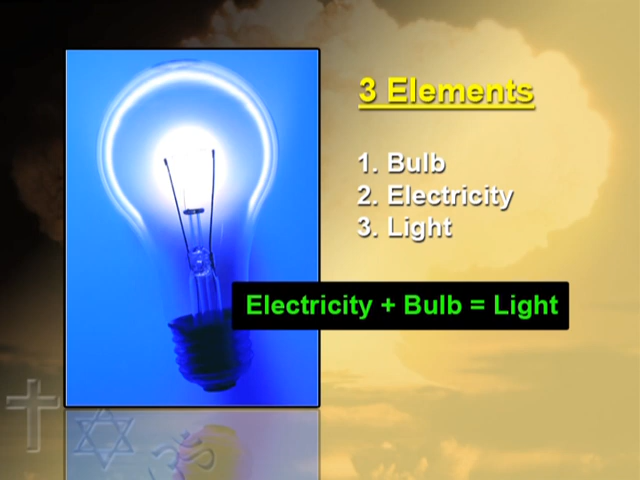 3 Elements
1. Bulb
2. Electricity
3. Light
Electricity + Bulb = Light